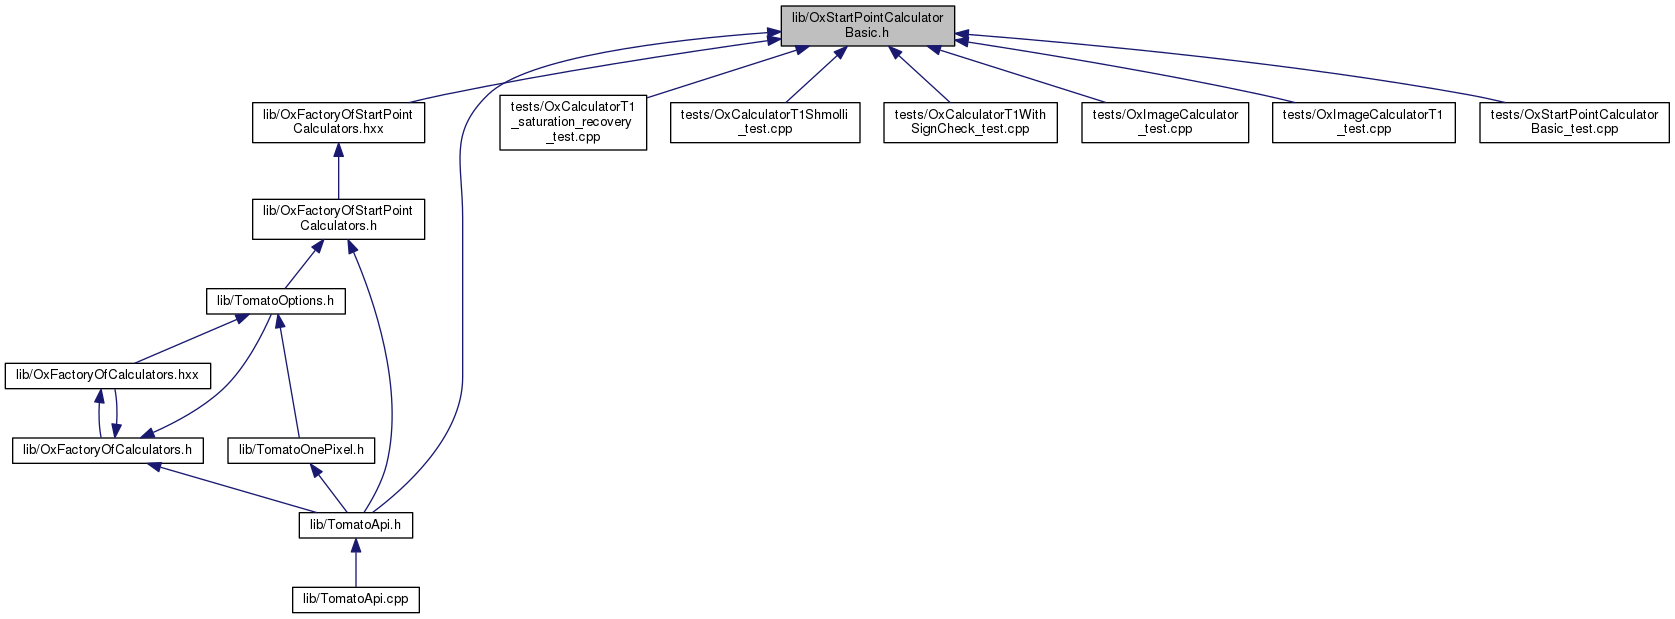 lib/OxStartPointCalculator
Basic.h
lib/OxFactoryOfStartPoint
Calculators.hxx
tests/OxCalculatorT1
_saturation_recovery
_test.cpp
tests/OxCalculatorT1Shmolli
_test.cpp
tests/OxCalculatorT1With
SignCheck_test.cpp
tests/OxImageCalculator
_test.cpp
tests/OxImageCalculatorT1
_test.cpp
tests/OxStartPointCalculator
Basic_test.cpp
lib/OxFactoryOfStartPoint
Calculators.h
lib/TomatoOptions.h
lib/OxFactoryOfCalculators.hxx
lib/OxFactoryOfCalculators.h
lib/TomatoOnePixel.h
lib/TomatoApi.h
lib/TomatoApi.cpp